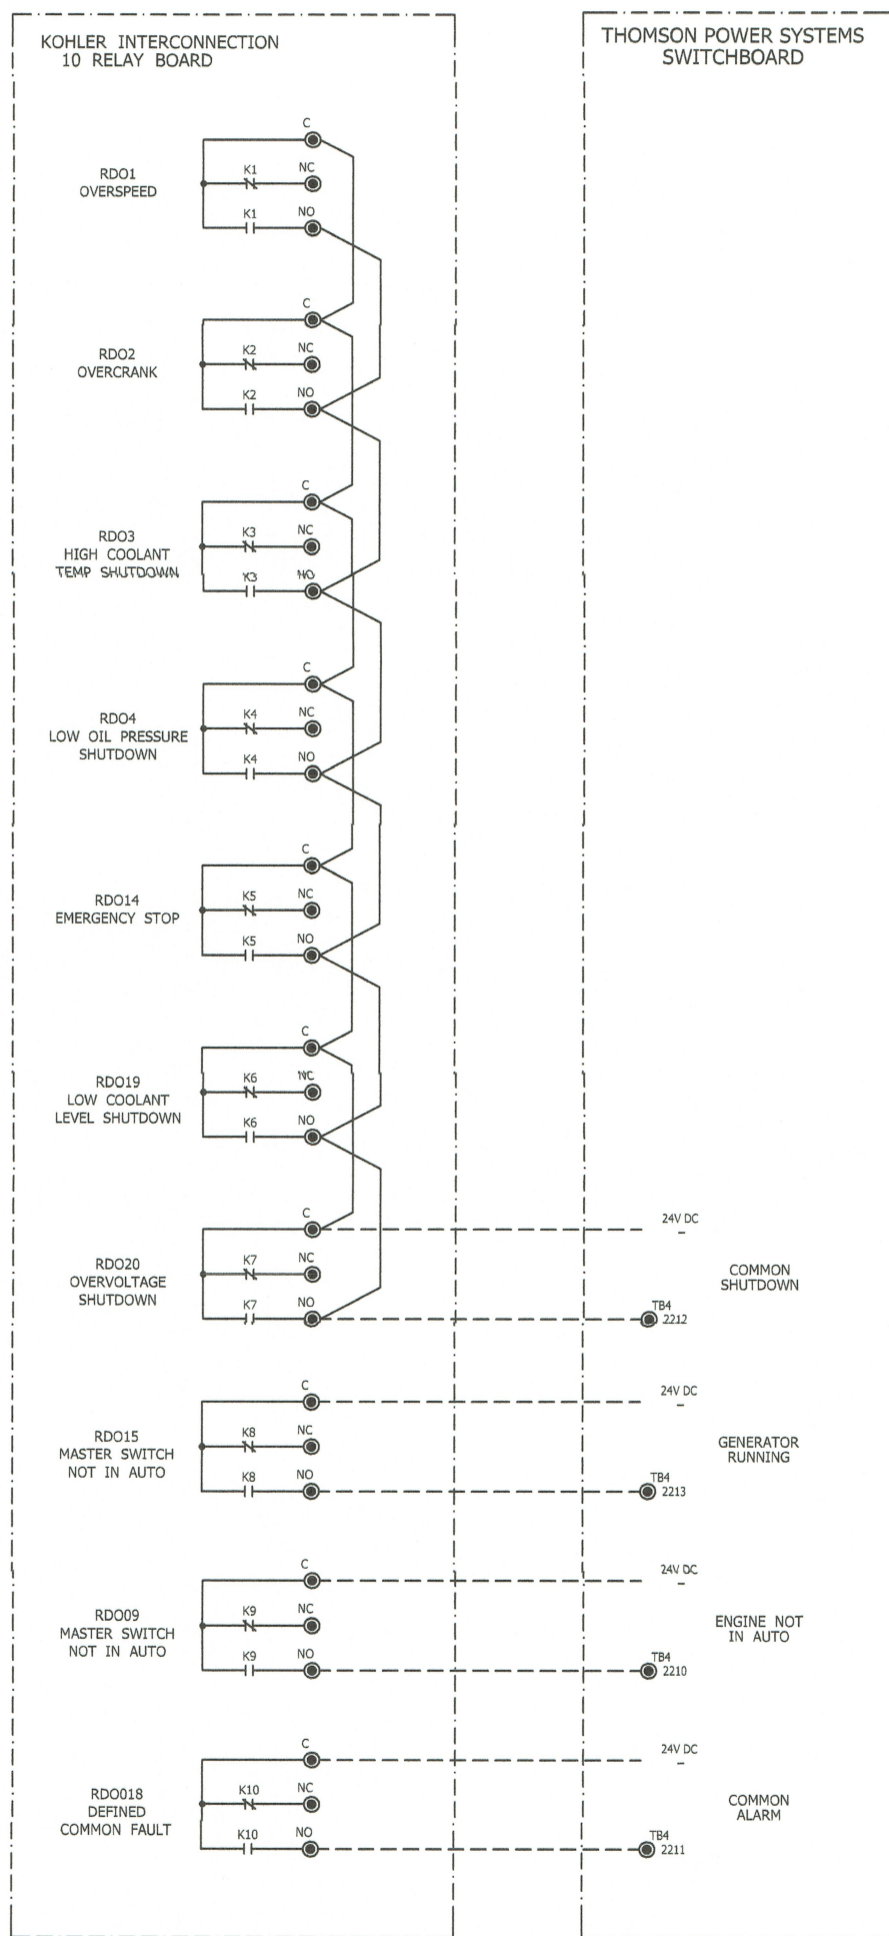 KOHLER INTERCONNECTION
10 RELAY BOARD
THOMSON POWER SYSTEMS
SWITCHBOARD
C
RDO1
OVERSPEED
K1
NC
K1
NO
C
RDO2
OVERCRANK
K2
NC
K2
NO
C
RDO3
HIGH COOLANT
TEMP SHUTDOWN
K3
NC
K3
NO
C
RDO4
LOW OIL PRESSURE
SHUTDOWN
K4
NC
K4
NO
C
RDO14
EMERGENCY STOP
K5
NC
K5
NO
C
RDO19
LOW COOLANT
LEVEL SHUTDOWN
K6
NC
K6
NO
C
24V DC
–
RDO20
OVERVOLTAGE
SHUTDOWN
K7
NC
K7
NO
COMMON
SHUTDOWN
TB4
2212
C
24V DC
–
RDO15
MASTER SWITCH
NOT IN AUTO
K8
NC
K8
NO
GENERATOR
RUNNING
TB4
2213
C
24V DC
–
RDO09
MASTER SWITCH
NOT IN AUTO
K9
NC
K9
NO
ENGINE NOT
IN AUTO
TB4
2210
C
24V DC
–
RDO018
DEFINED
COMMON FAULT
K10
NC
K10
NO
COMMON
ALARM
TB4
2211